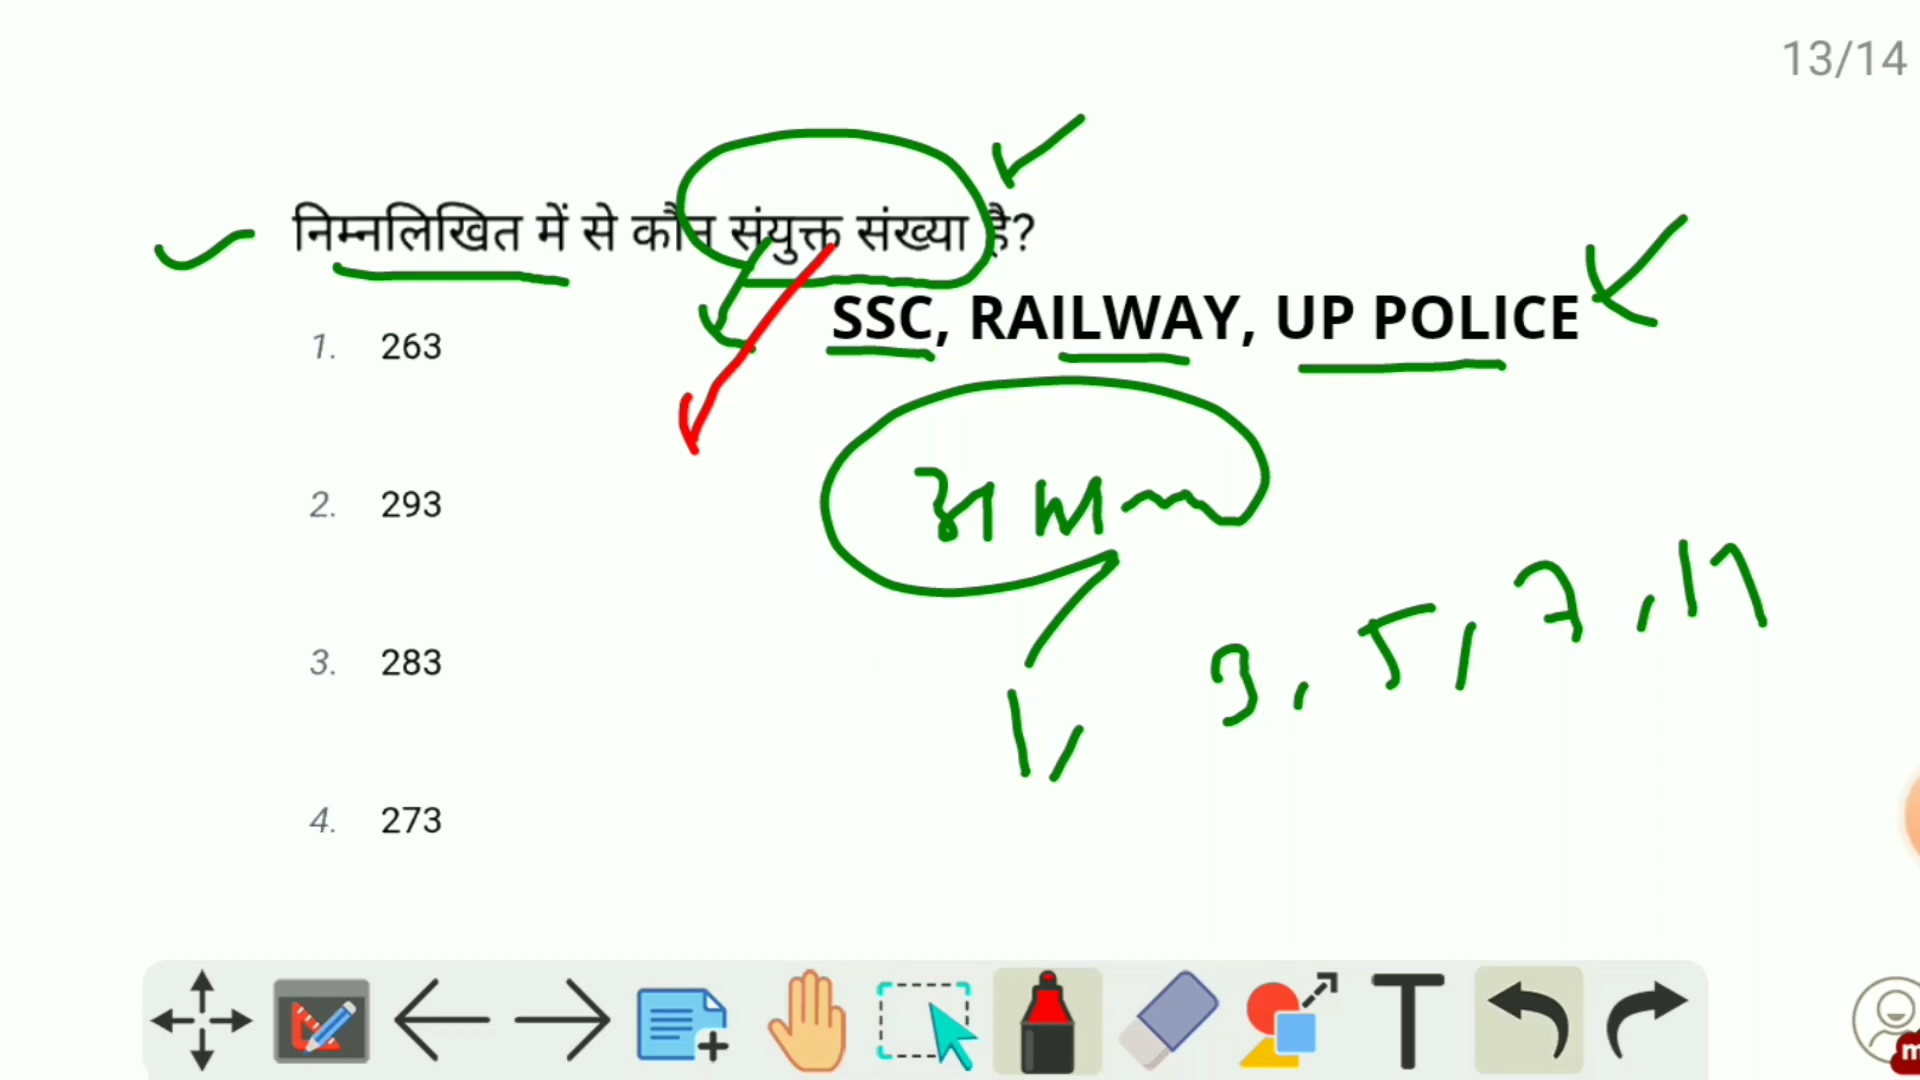 13/14
निम्नलिखित में से कौन संयुक्त संख्या है?
SSC, RAILWAY, UP POLICE
1. 263
2. 293
3. 283
4. 273
3, 5, 7, 11
1,
T
m